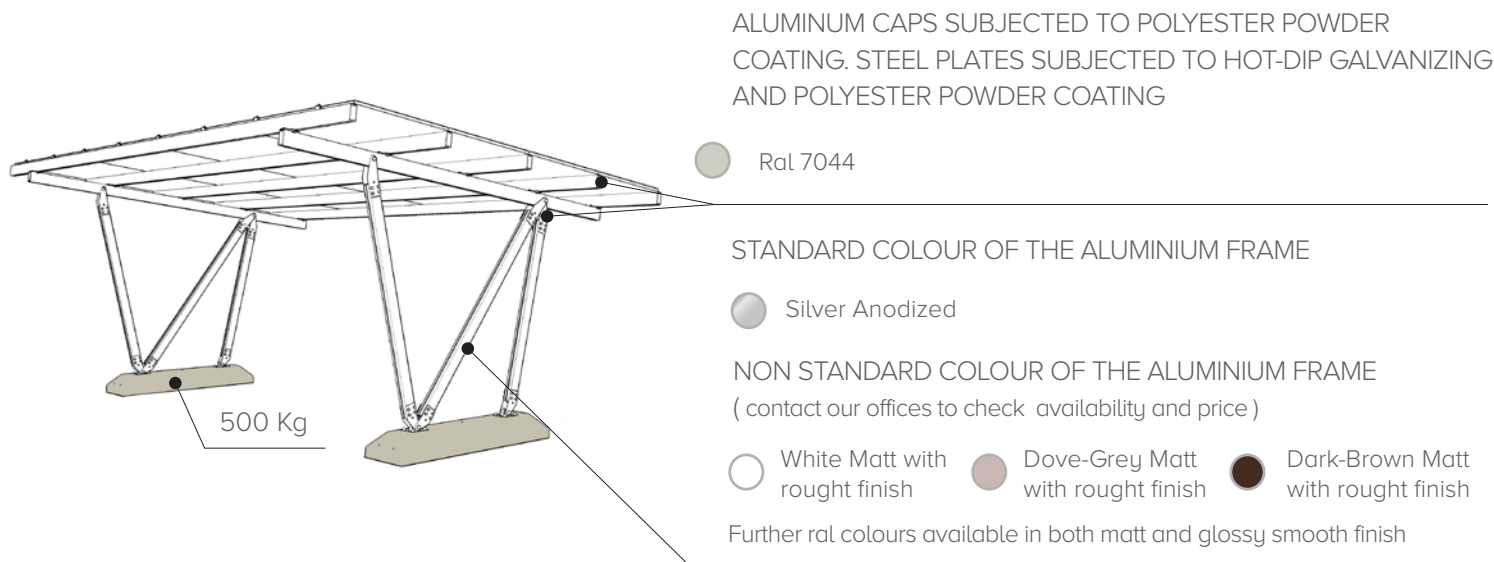 ALUMINUM CAPS SUBJECTED TO POLYESTER POWDER
COATING. STEEL PLATES SUBJECTED TO HOT-DIP GALVANIZING
AND POLYESTER POWDER COATING
Ral 7044
STANDARD COLOUR OF THE ALUMINIUM FRAME
Silver Anodized
NON STANDARD COLOUR OF THE ALUMINIUM FRAME
( contact our offices to check availability and price )
500 Kg
White Matt with
rought finish
Dove-Grey Matt
with rought finish
Dark-Brown Matt
with rought finish
Further ral colours available in both matt and glossy smooth finish